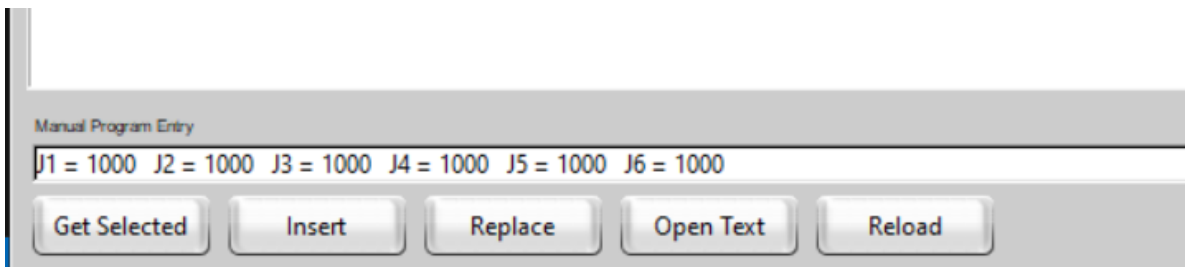 Manual Program Entry
J1 = 1000 J2 = 1000 J3 = 1000 J4 = 1000 J5 = 1000 J6 = 1000
Get Selected Insert Replace Open Text Reload